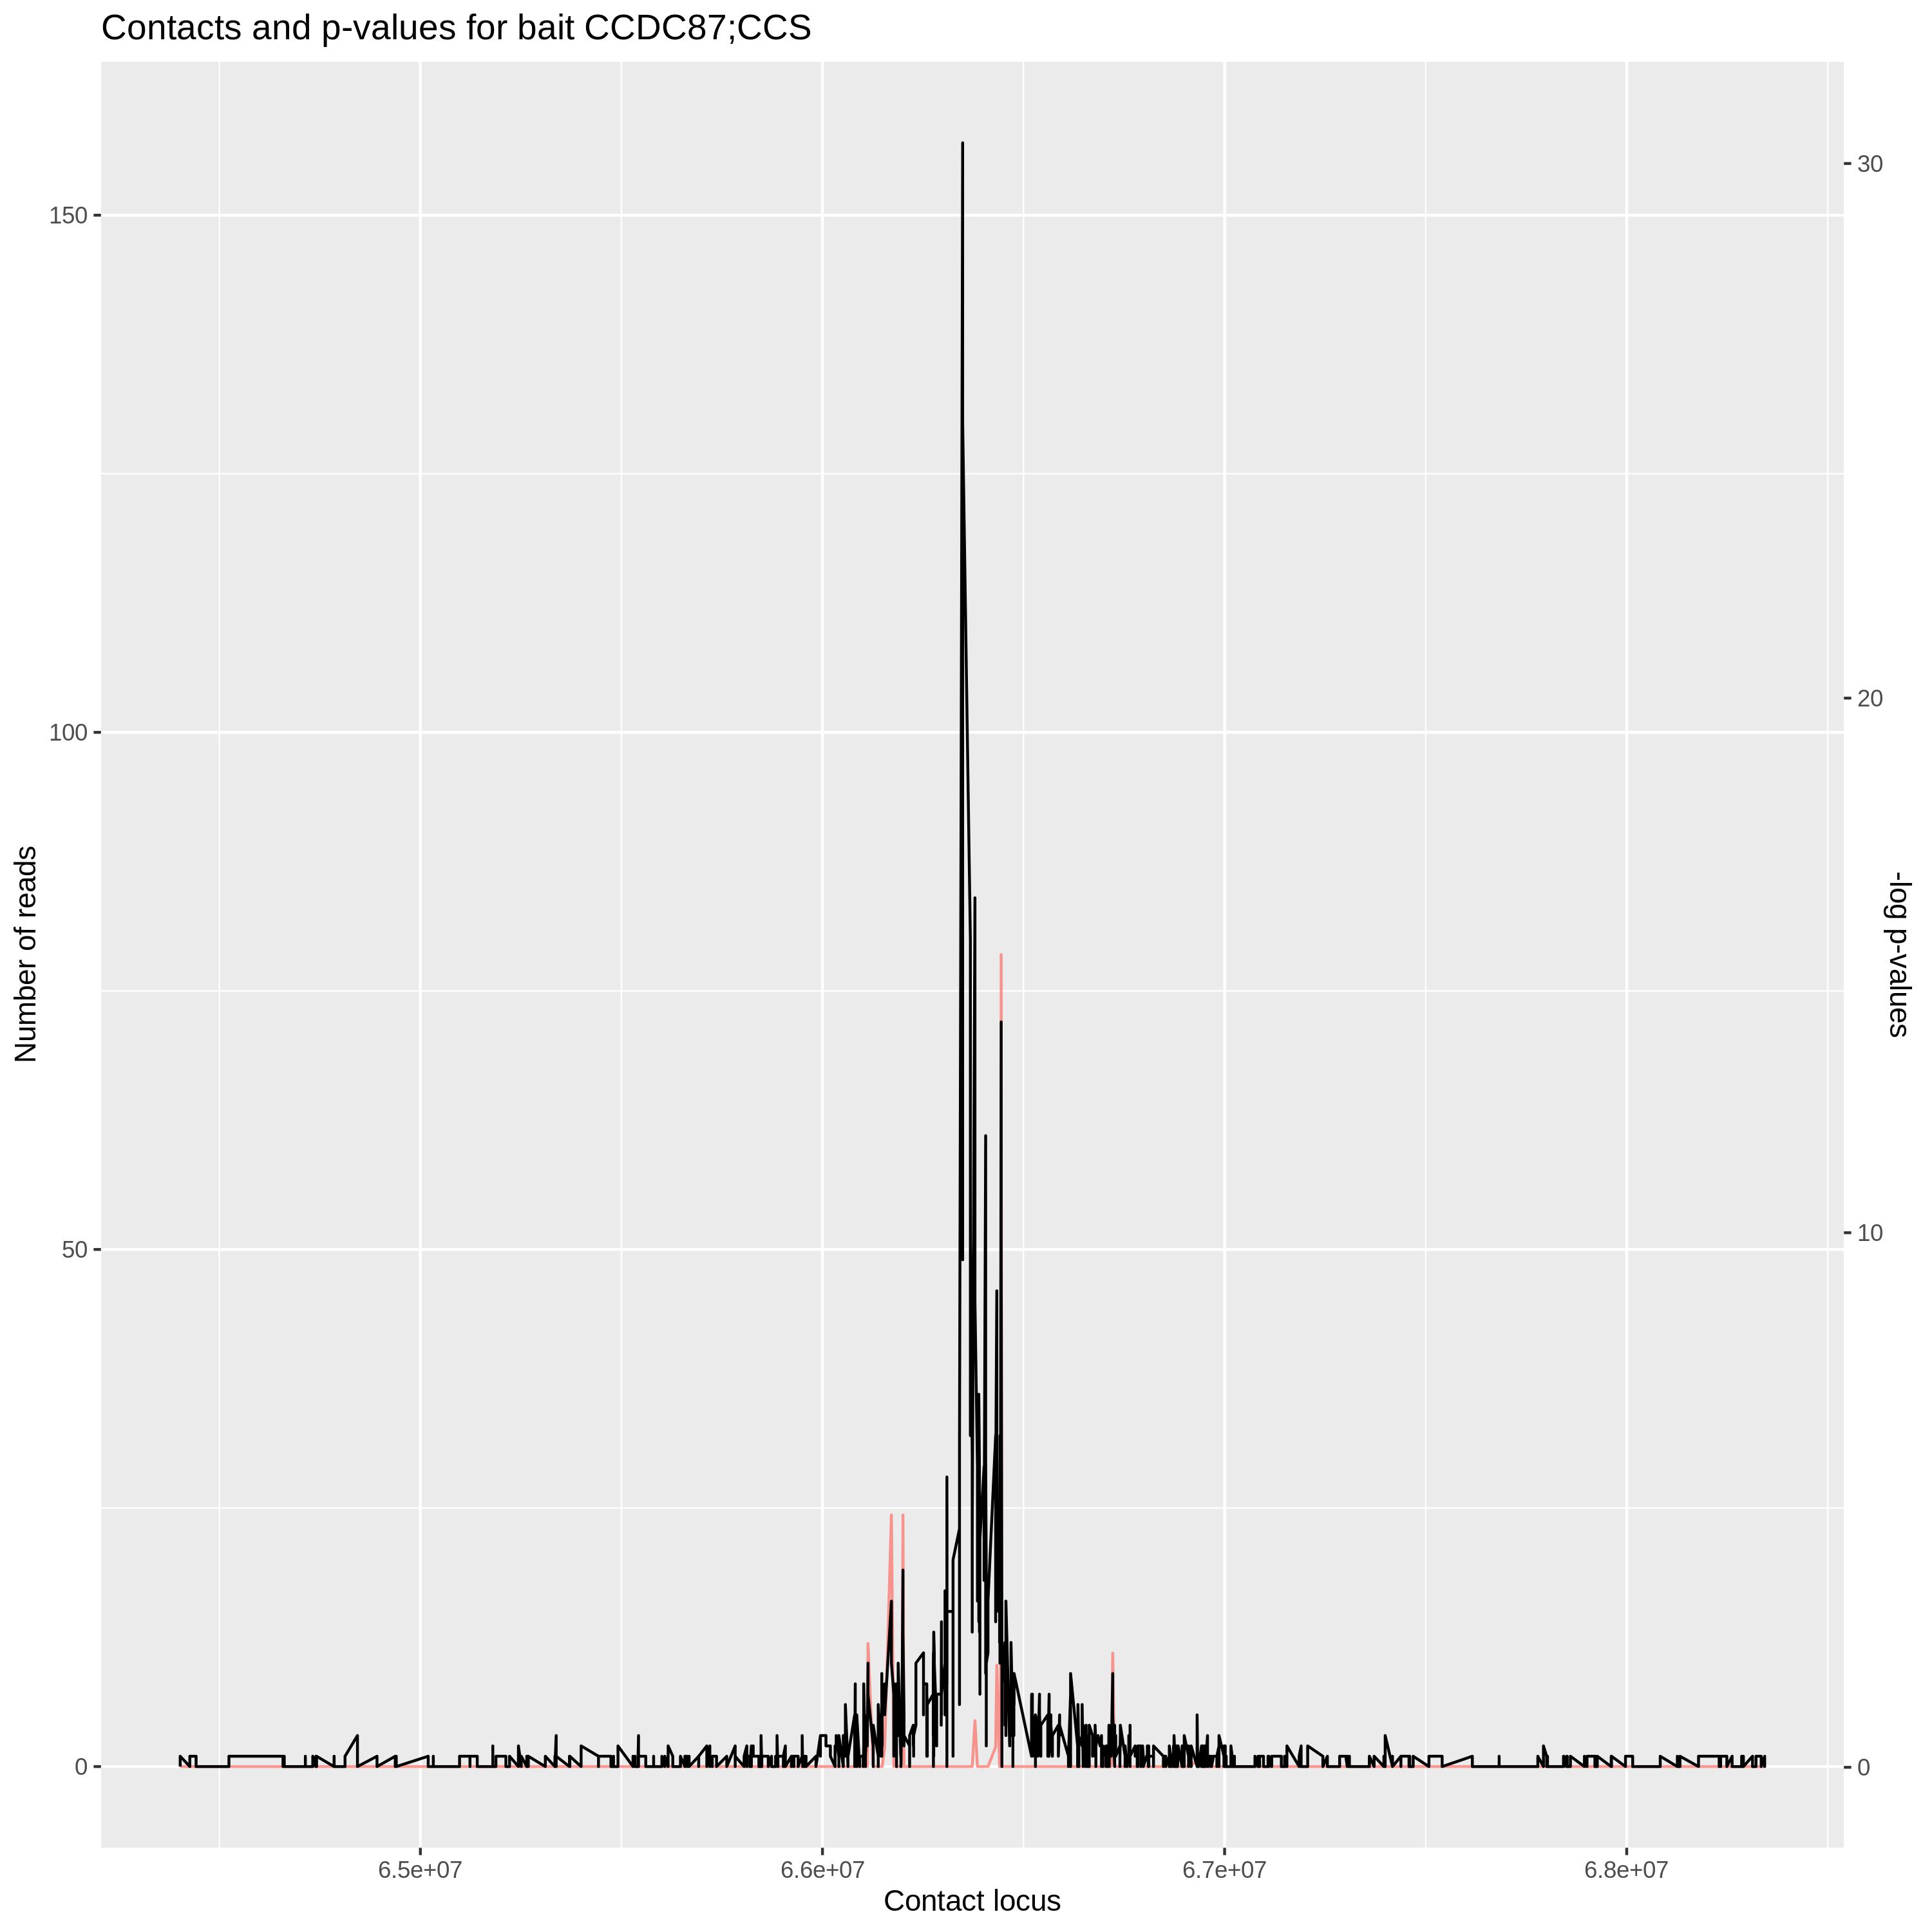 Contacts and p-values for bait CCDC87;CCS
150
100
50
0
Number of reads
30
20
10
0
-log p-values
6.5e+07
6.6e+07
6.7e+07
6.8e+07
Contact locus